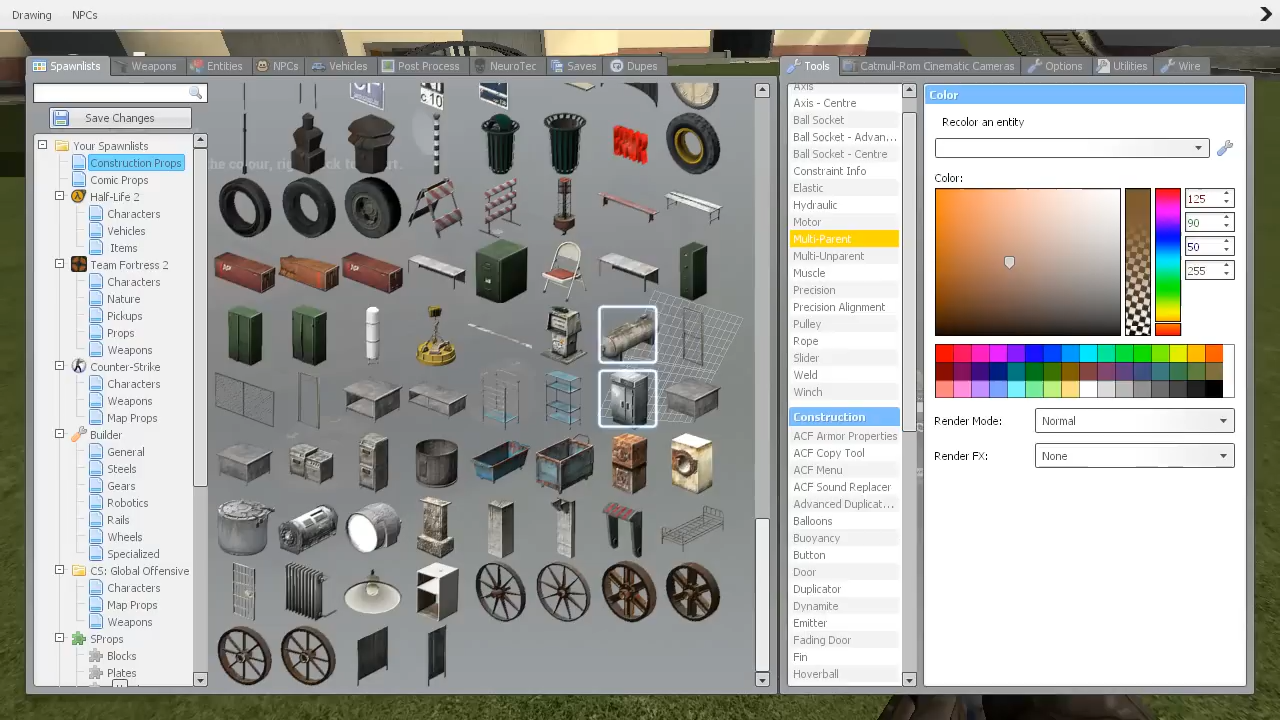 Drawing NPCs
Spawnlists Weapons Entities NPCs Vehicles Post Process NeuroTec Saves Dupes
Tools Catmull-Rom Cinematic Cameras Options Utilities Wire
Save Changes
Your Spawnlists
Construction Props
Comic Props
Half-Life 2
Characters
Vehicles
Items
Team Fortress 2
Characters
Nature
Pickups
Props
Weapons
Counter-Strike
Characters
Weapons
Map Props
Builder
General
Steels
Gears
Robotics
Rails
Wheels
Specialized
CS: Global Offensive
Characters
Map Props
Weapons
SProps
Blocks
Plates
c 10
Axis
Axis - Centre
Ball Socket
Ball Socket - Advan...
Ball Socket - Centre
Constraint Info
Elastic
Hydraulic
Motor
Multi-Parent
Multi-Unparent
Muscle
Precision
Precision Alignment
Pulley
Rope
Slider
Weld
Winch
Construction
ACF Armor Properties
ACF Copy Tool
ACF Menu
ACF Sound Replacer
Advanced Duplicat...
Balloons
Buoyancy
Button
Door
Duplicator
Dynamite
Emitter
Fading Door
Fin
Hoverball
Color
Recolor an entity
Color:
125
90
50
255
Render Mode: Normal
Render FX: None